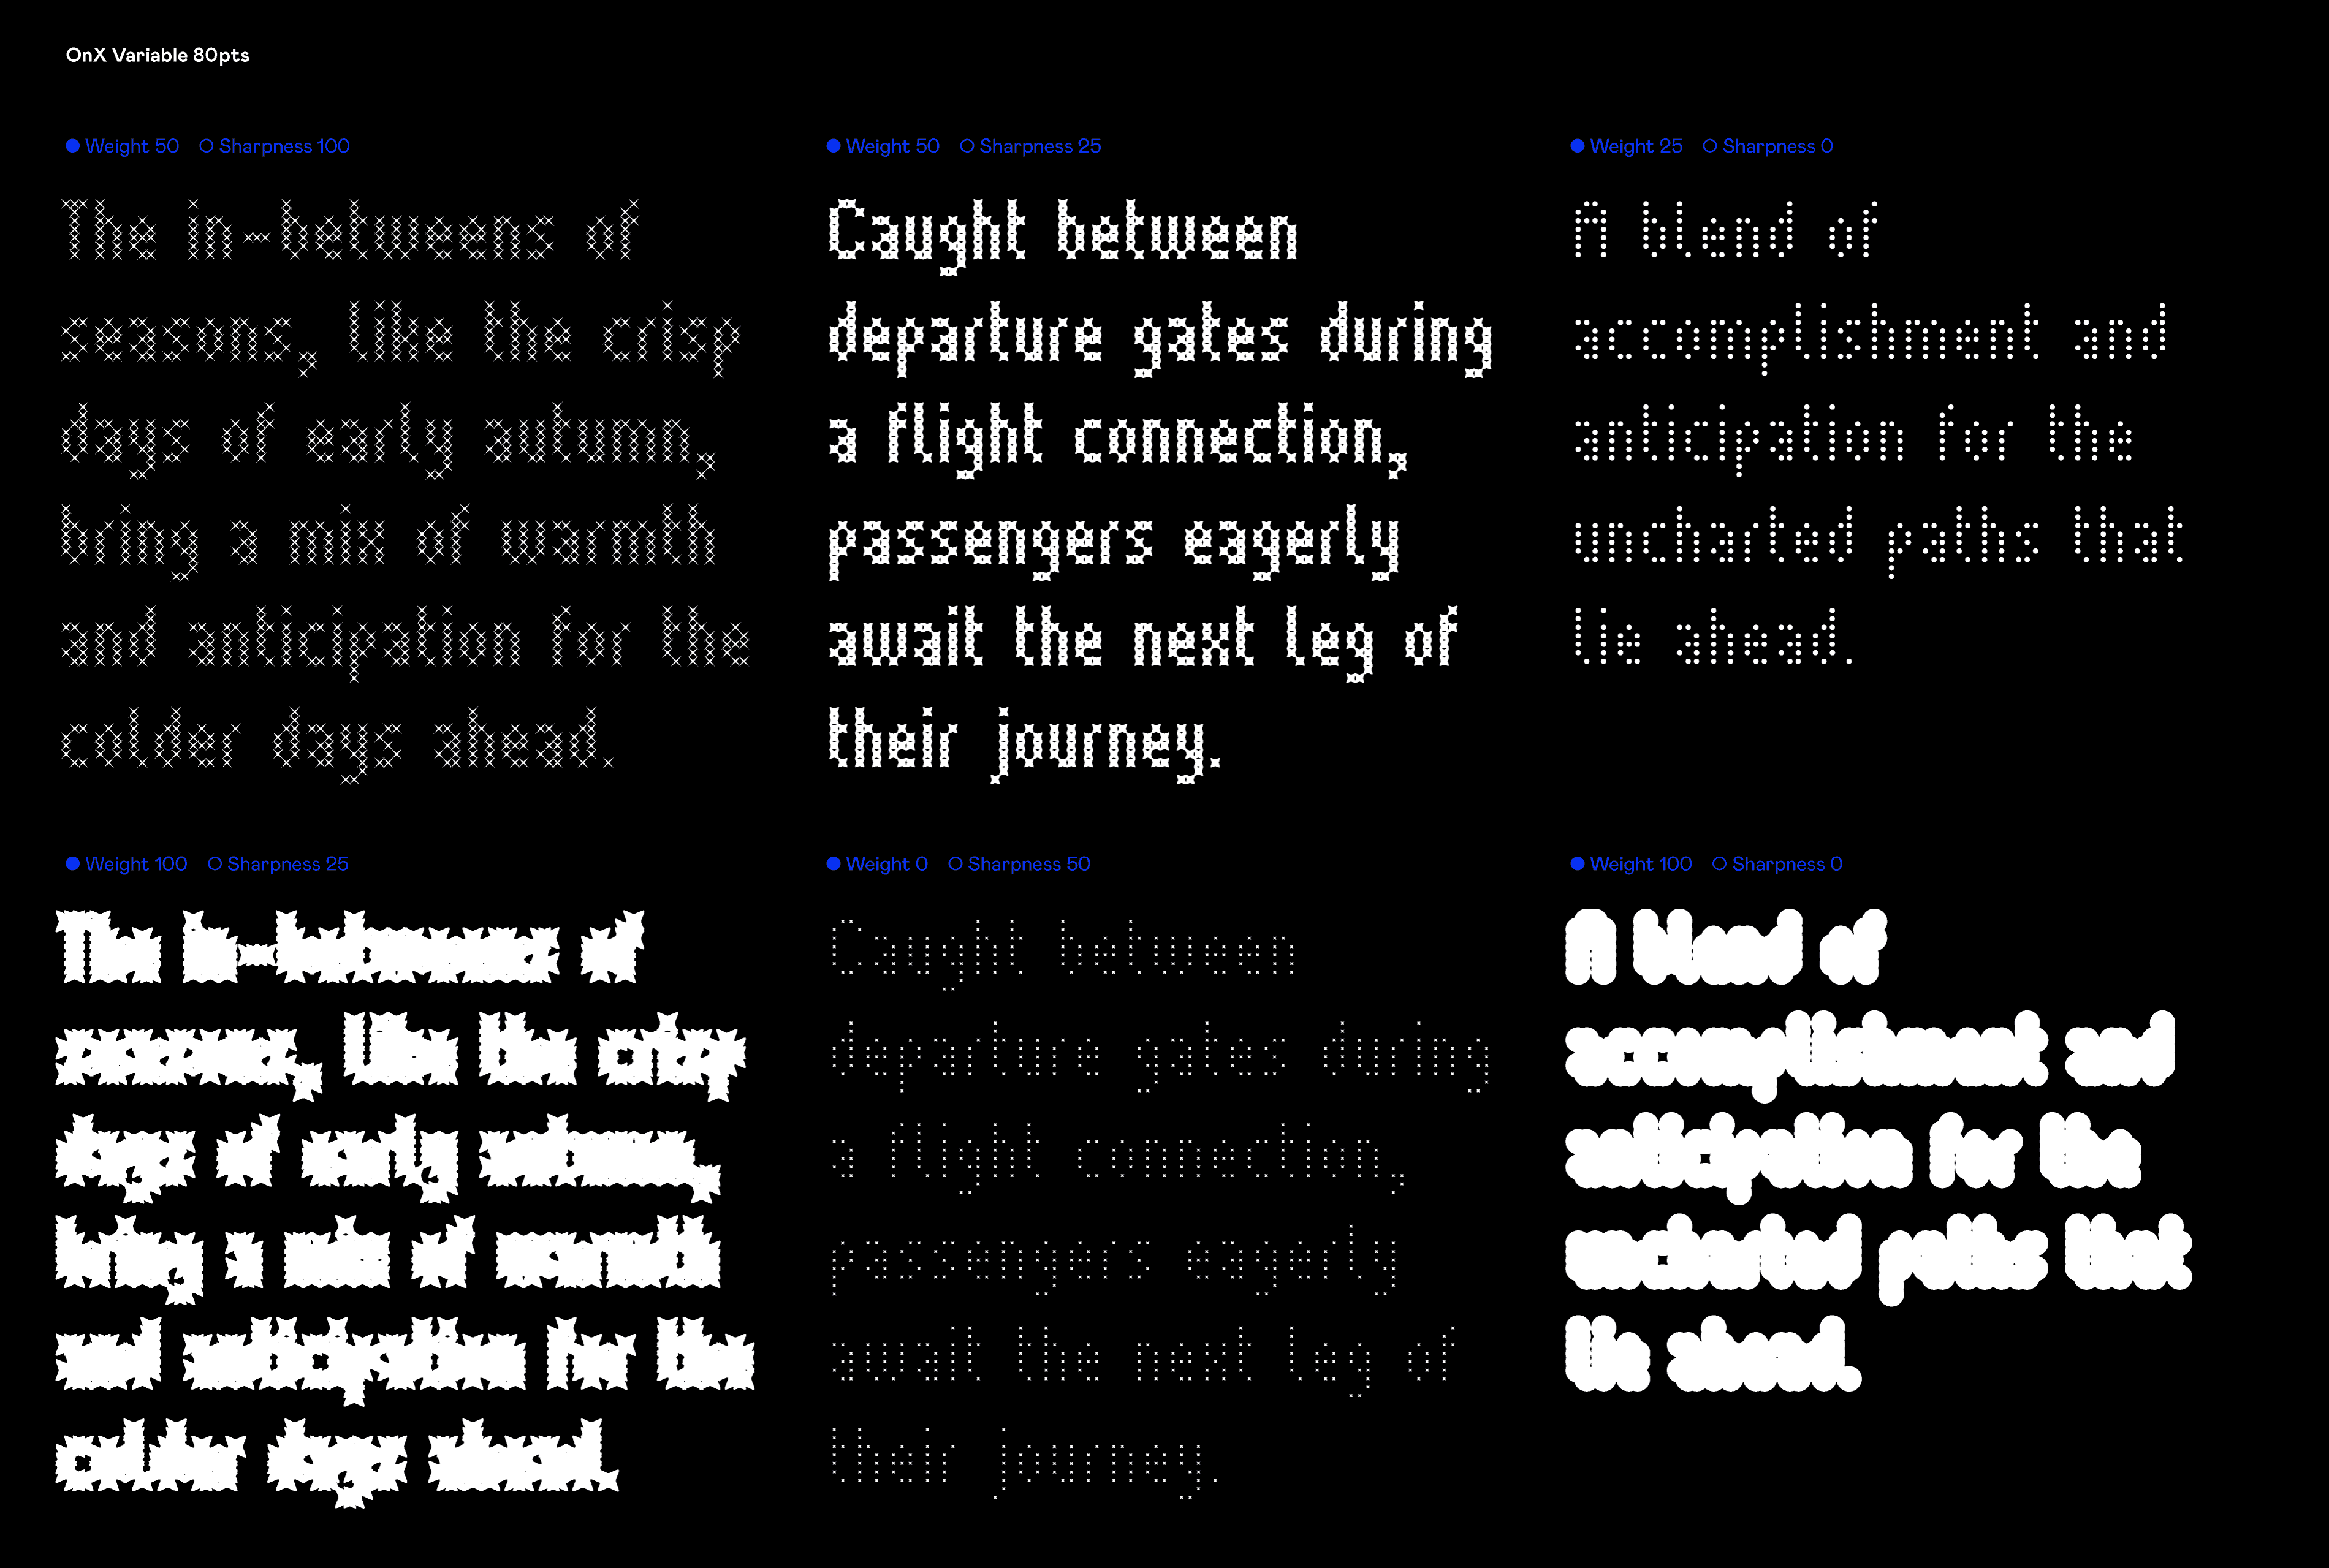 OnX Variable 80pts
Weight 50 Sharpness 100
The in-betweens of
seasons, like the crisp
days of early autumn,
bring a mix of warmth
and anticipation for the
colder days ahead.
Weight 50 Sharpness 25
Caught between
departure gates during
a flight connection,
passengers eagerly
await the next leg of
their journey.
Weight 25 Sharpness 0
A blend of
accomplishment and
anticipation for the
uncharted paths that
lie ahead.
Weight 100 Sharpness 25
The in-betweens of
seasons, like the crisp
days of early autumn,
bring a mix of warmth
and anticipation for the
colder days ahead.
Weight 0 Sharpness 50
Caught between
departure gates during
a flight connection,
passengers eagerly
await the next leg of
their journey.
Weight 100 Sharpness 0
A blend of
accomplishment and
anticipation for the
uncharted paths that
lie ahead.